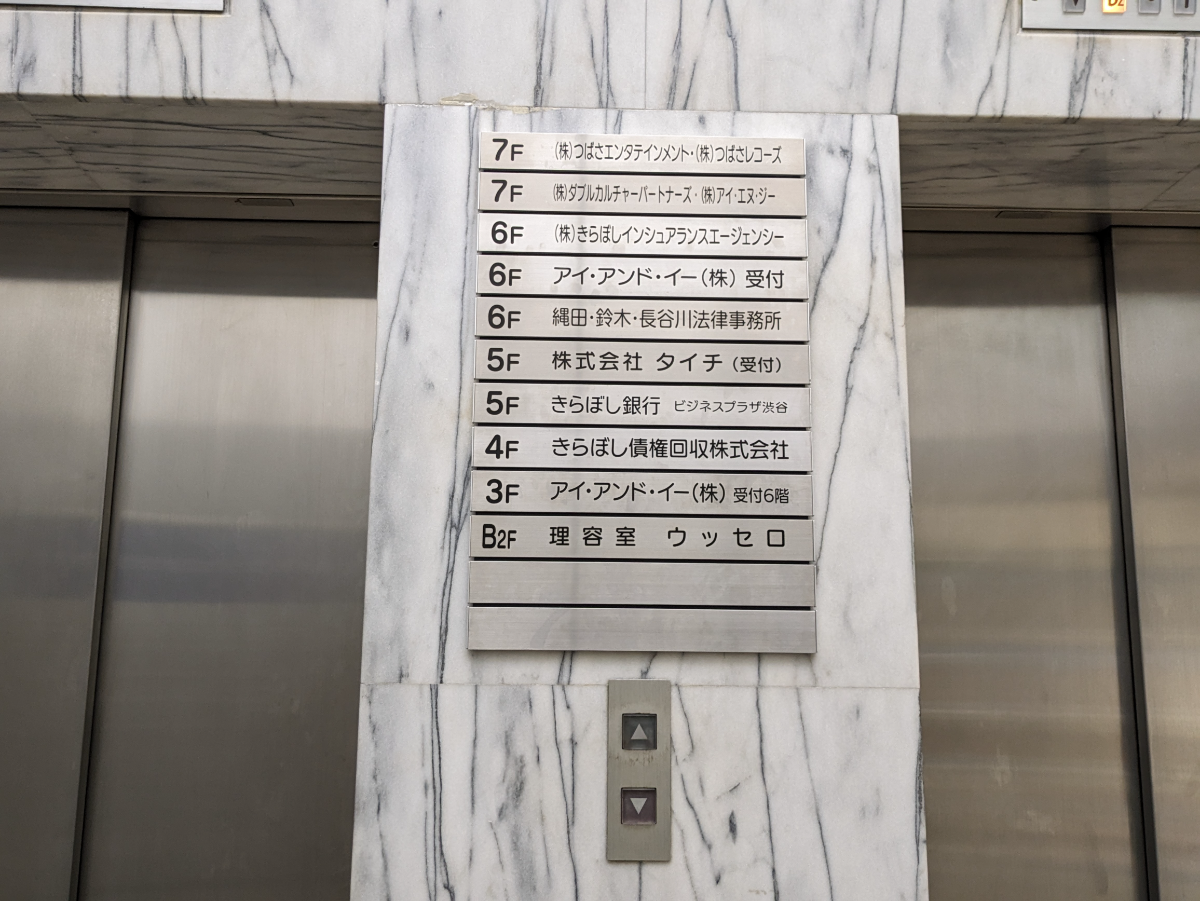 B2
7F (株)つばさエンタテインメント・(株)つばさレコーズ
7F (株)ダブルカルチャーパートナーズ・(株)アイ・エヌ・ジー
6F (株)きらぼしインシュアランスエージェンシー
6F アイ・アンド・イー(株) 受付
6F 縄田・鈴木・長谷川法律事務所
5F 株式会社 タイチ (受付)
5F きらぼし銀行 ビジネスプラザ渋谷
4F きらぼし債権回収株式会社
3F アイ・アンド・イー(株) 受付6階
B2F 理容室 ウッセロ